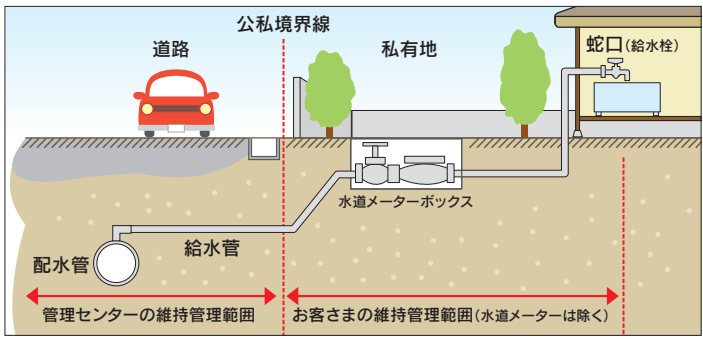 公私境界線
道路
私有地
蛇口(給水栓)
水道メーターボックス
給水菅
配水管
管理センターの維持管理範囲
お客さまの維持管理範囲(水道メーターは除く)